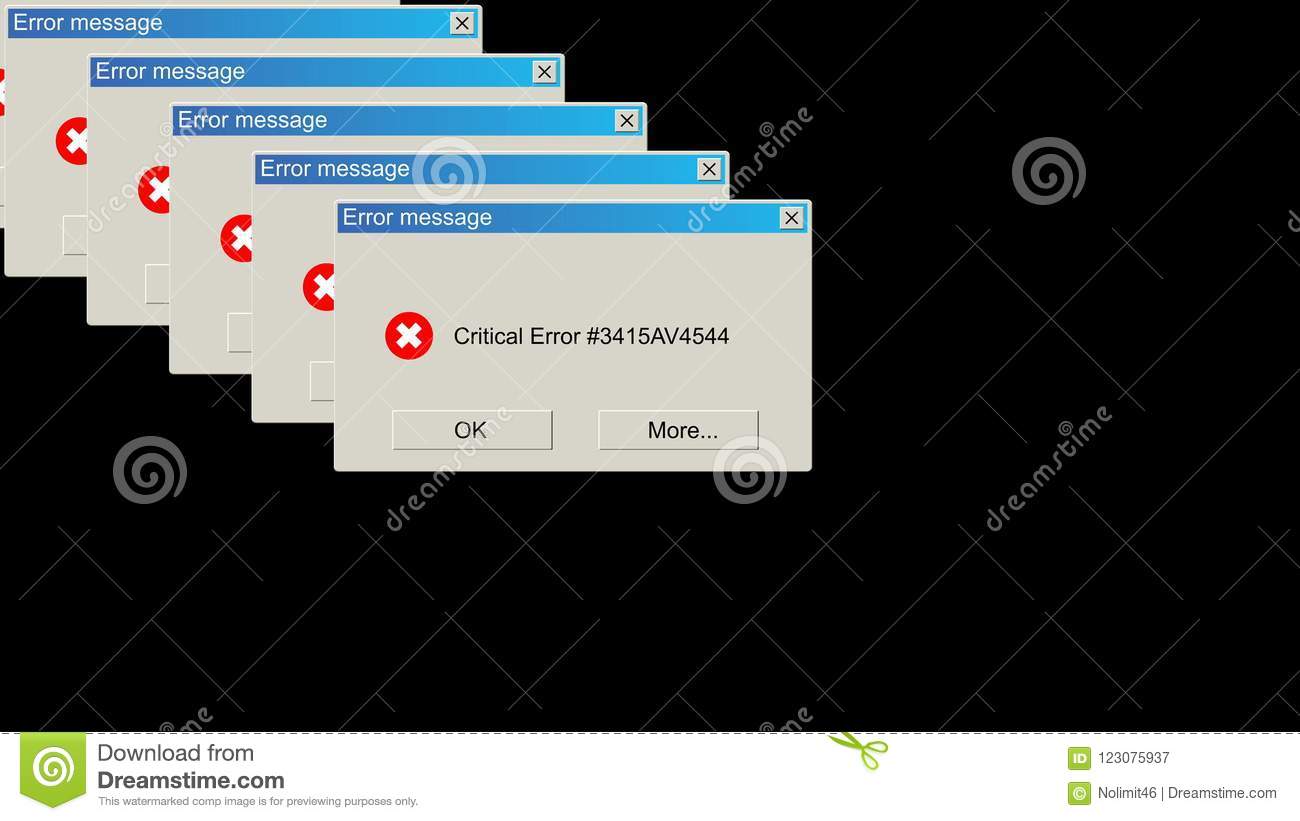 Error message
Error message
Error message
Error message
Error message
Critical Error #3415AV4544
OK
More...
dreamstime
dreamstime
dreamstime
dreamstime
dreamstime
Download from
Dreamstime.com
This watermarked comp image is for previewing purposes only.
ID 123075937
© Nolimit46 | Dreamstime.com